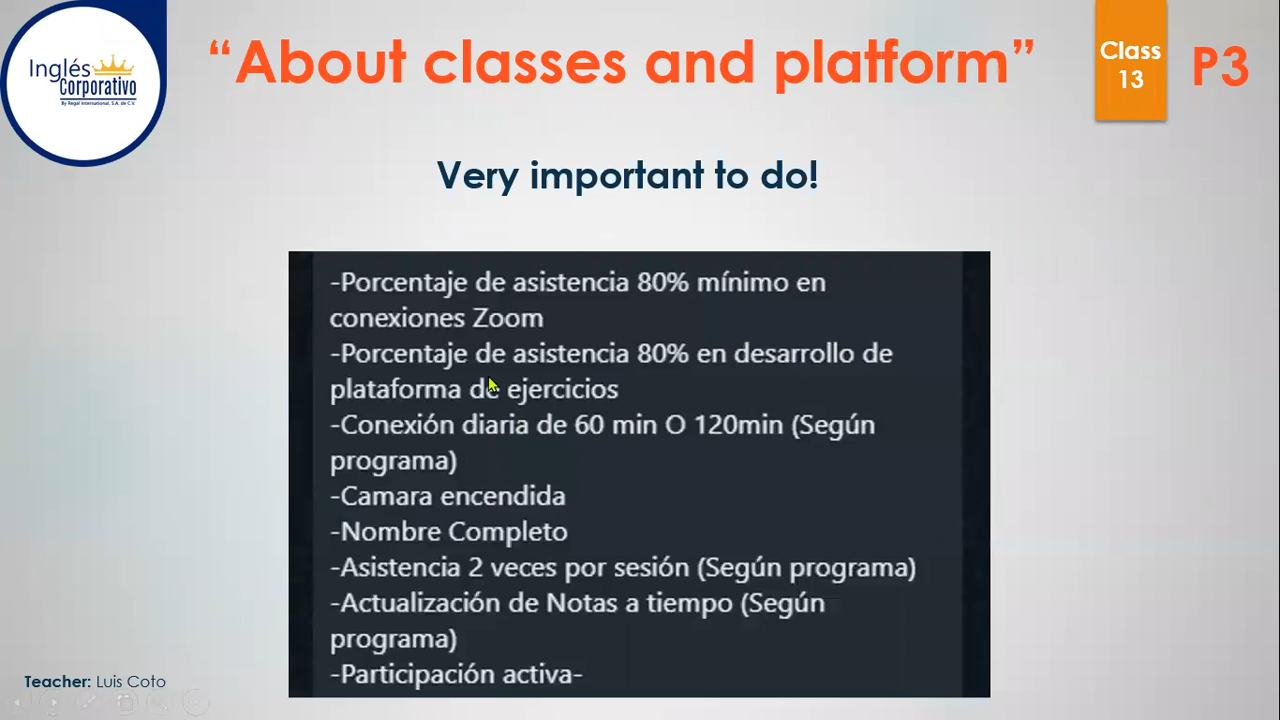 Inglés
Corporativo
By Regal International, S.A. de C.V.
“About classes and platform”
Class
13
P3
Very important to do!
-Porcentaje de asistencia 80% mínimo en
conexiones Zoom
-Porcentaje de asistencia 80% en desarrollo de
plataforma de ejercicios
-Conexión diaria de 60 min O 120min (Según
programa)
-Camara encendida
-Nombre Completo
-Asistencia 2 veces por sesión (Según programa)
-Actualización de Notas a tiempo (Según
programa)
-Participación activa-
Teacher: Luis Coto